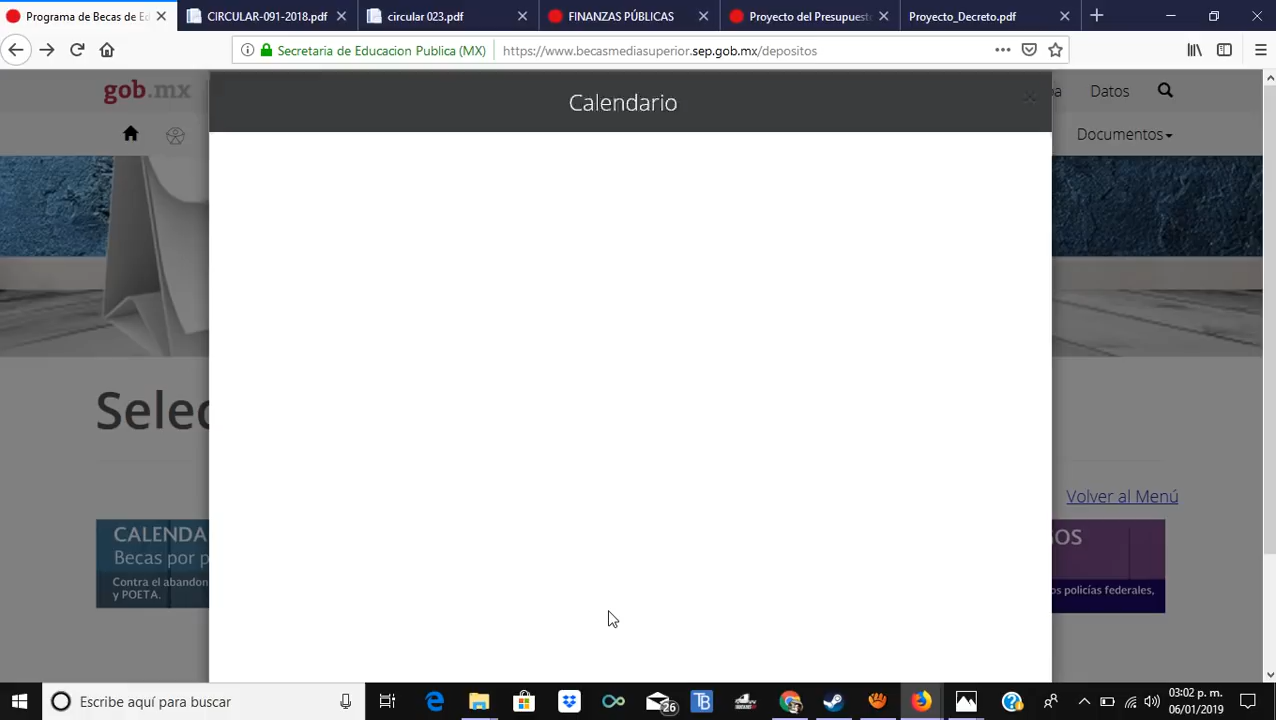 Programa de Becas de Ed
CIRCULAR-091-2018.pdf
circular 023.pdf
FINANZAS PÚBLICAS
Proyecto del Presupuest
Proyecto_Decreto.pdf
Secretaria de Educacion Publica (MX)
https://www.becasmediasuperior.sep.gob.mx/depositos
gob.mx
Calendario
Datos
Documentos
Selec
Volver al Menú
CALENDA
Becas por p
Contra el abandon
y POETA.
SOS
os policías federales,
Escribe aquí para buscar
26
TB
03:02 p. m.
06/01/2019